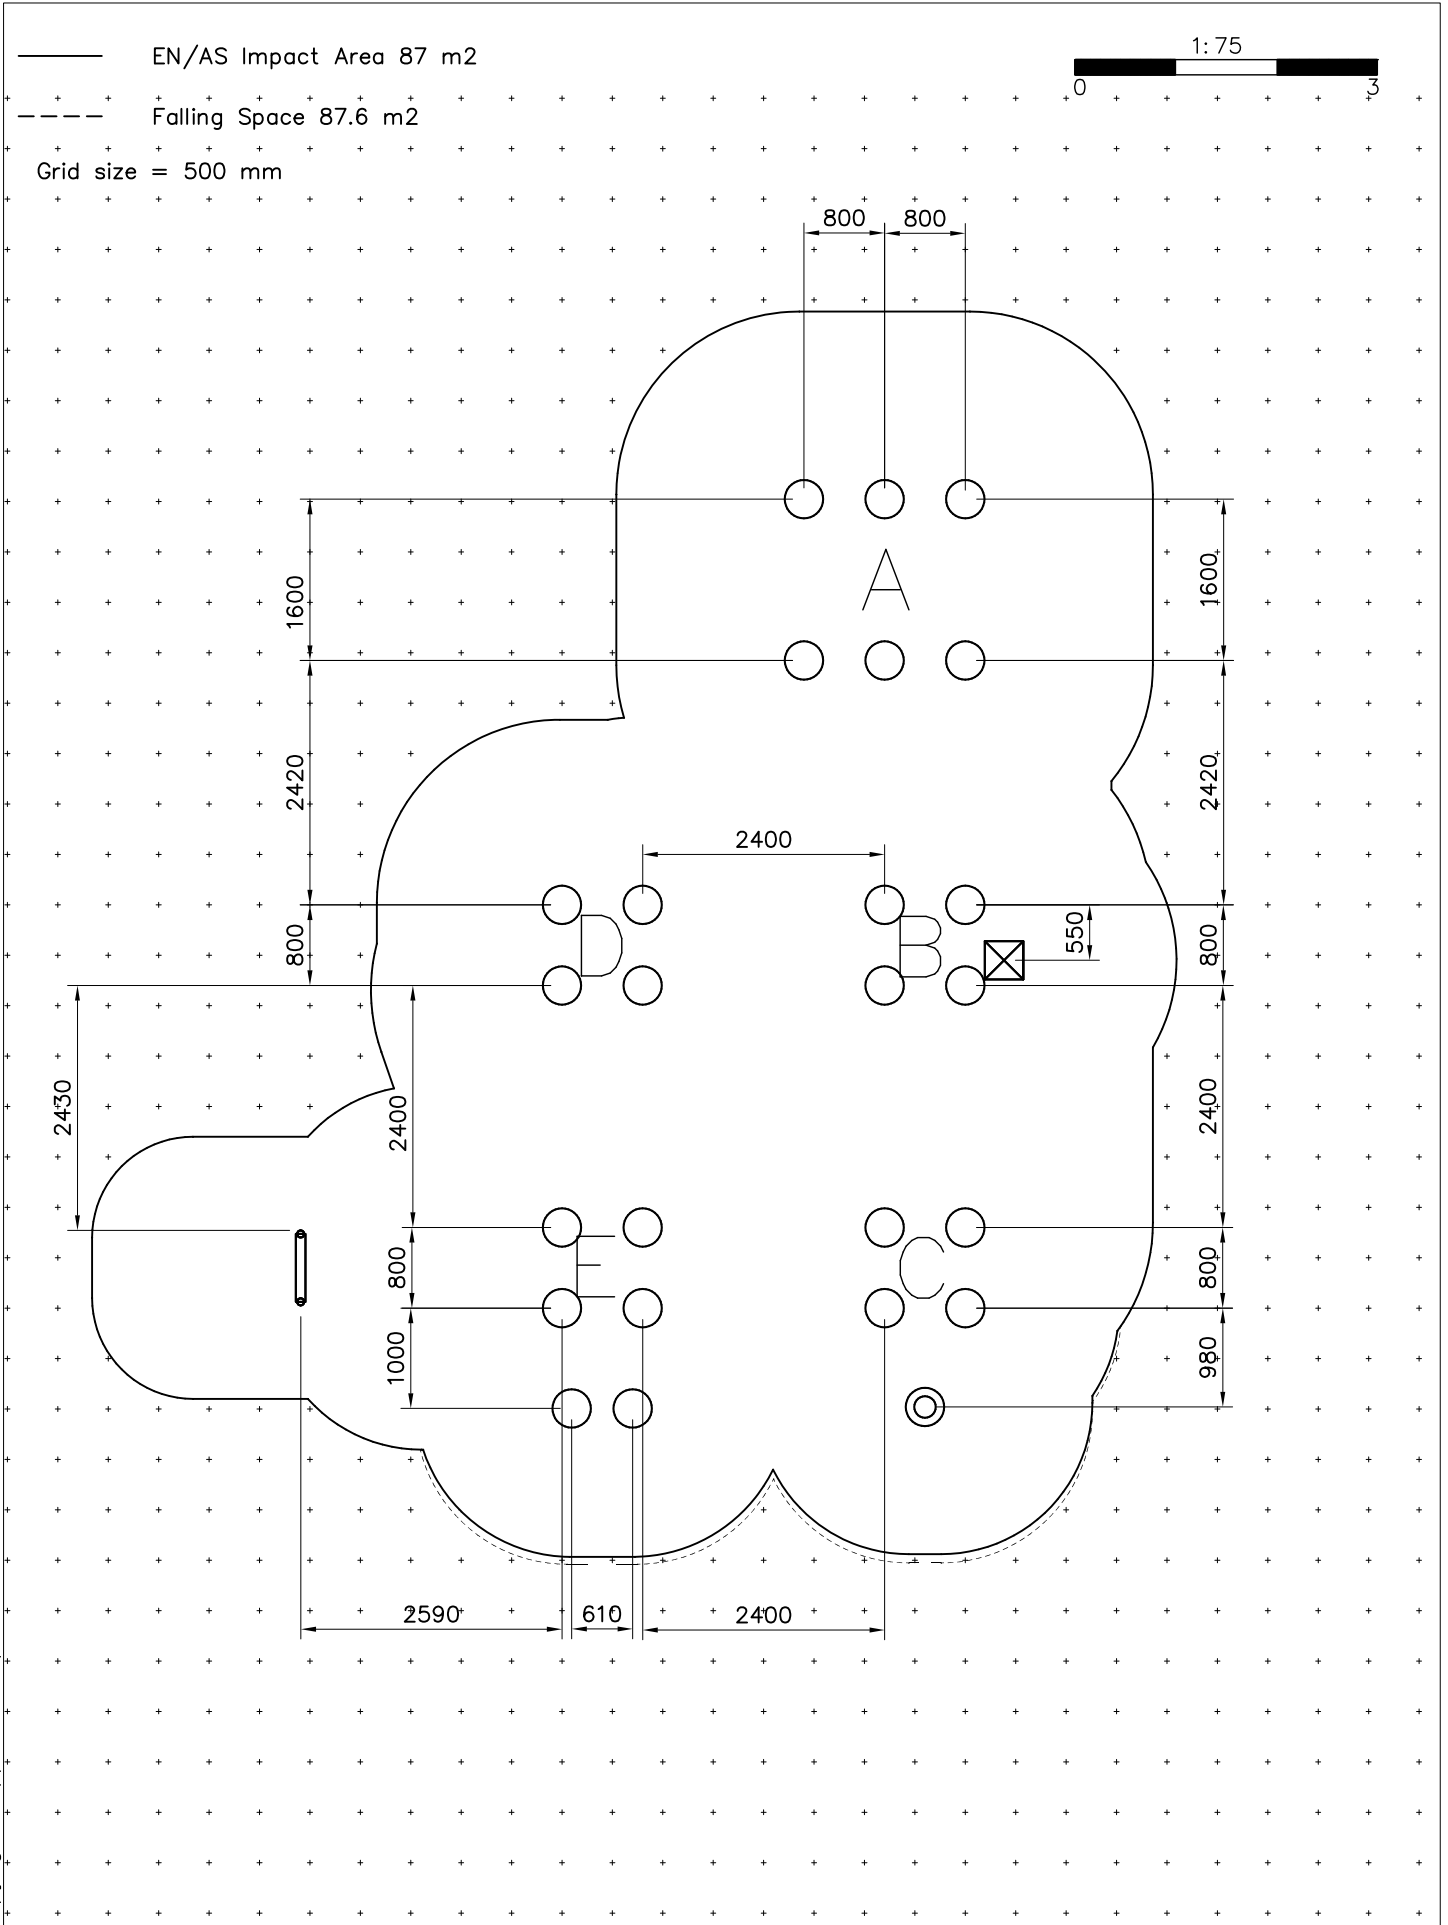 EN/AS Impact Area 87 m2
1:75
0 3
Falling Space 87.6 m2
Grid size = 500 mm
800 800
1600 1600
A
2420 2420
2400
800 D B 550 800
2430 2400 2400
800 E C 800
1000 980
2590 610 2400